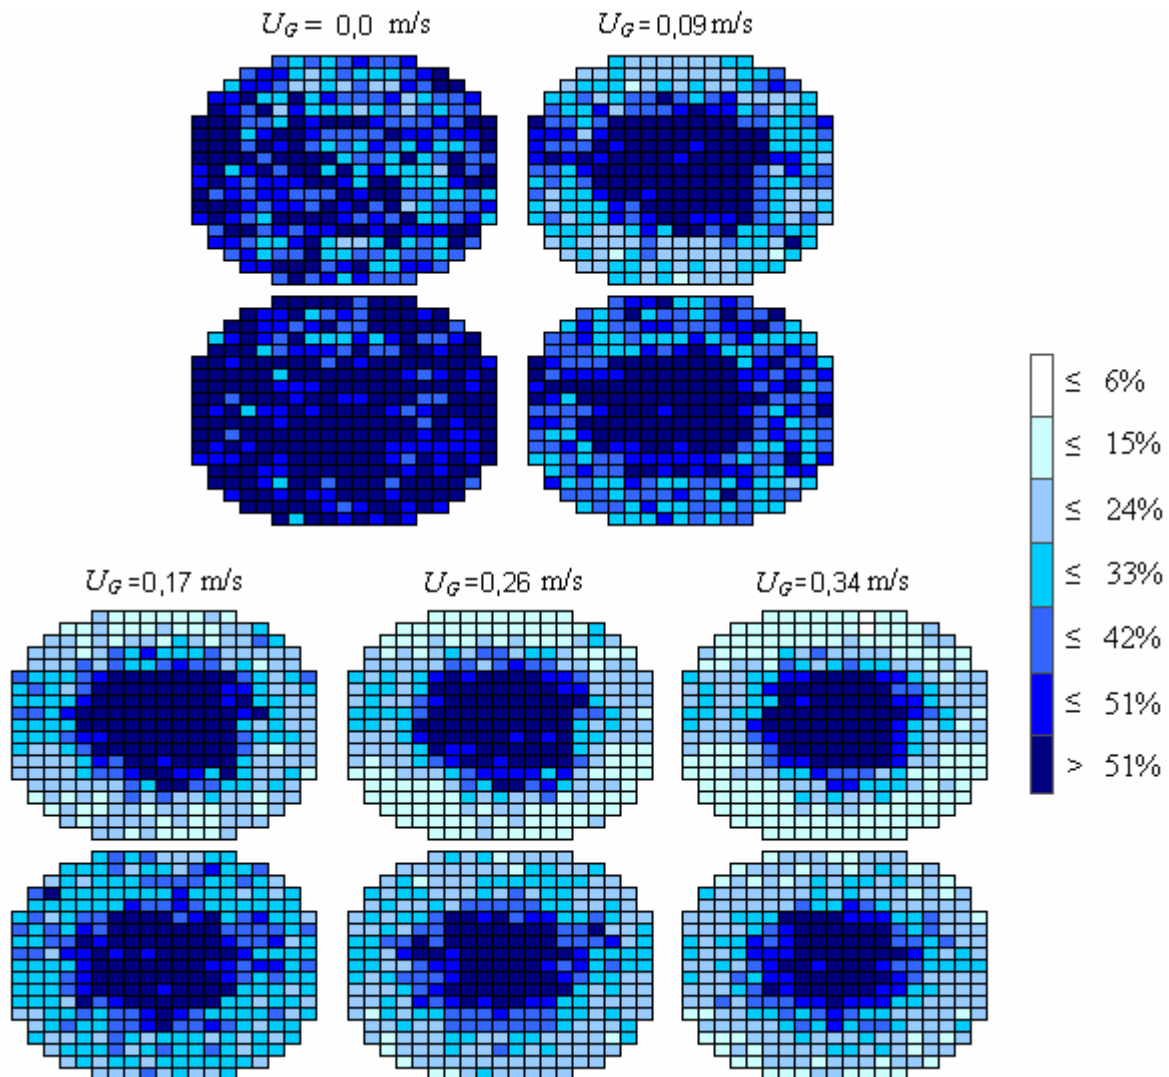 U_G = 0,0 m/s
U_G=0,09 m/s
≤ 6%
≤ 15%
≤ 24%
≤ 33%
≤ 42%
≤ 51%
> 51%
U_G=0,17 m/s
U_G=0,26 m/s
U_G=0,34 m/s